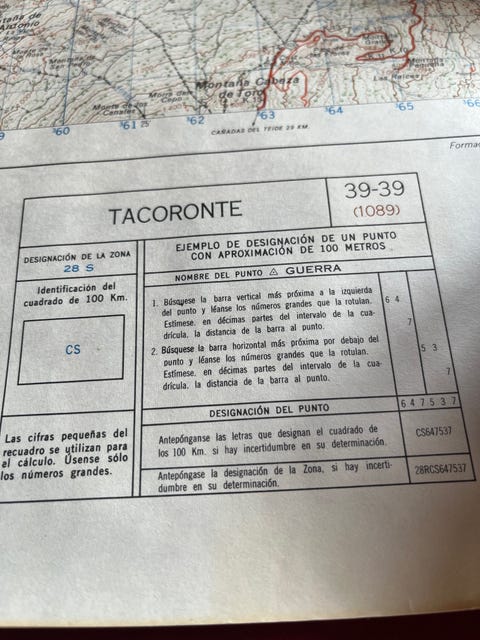 Montaña Cabeza
de Toro
Las Raíces
⁹60
⁹61
⁹62
⁹63
⁹64
⁹65
⁹66
CAÑADAS DEL TEIDE 29 KM.
Forma
TACORONTE
39-39
(1089)
DESIGNACIÓN DE LA ZONA
28 S
Identificación del
cuadrado de 100 Km.
CS
Las cifras pequeñas del
recuadro se utilizan para
el cálculo. Úsense sólo
los números grandes.
EJEMPLO DE DESIGNACIÓN DE UN PUNTO
CON APROXIMACIÓN DE 100 METROS
NOMBRE DEL PUNTO △ GUERRA
1. Búsquese la barra vertical más próxima a la izquierda
del punto y léanse los números grandes que la rotulan.
6 4
Estímese, en décimas partes del intervalo de la cua-
drícula, la distancia de la barra al punto.
7
2. Búsquese la barra horizontal más próxima por debajo del
punto y léanse los números grandes que la rotulan.
5 3
Estímese, en décimas partes del intervalo de la cua-
drícula, la distancia de la barra al punto.
7
DESIGNACIÓN DEL PUNTO
6 4 7 5 3 7
Antepónganse las letras que designan el cuadrado de
los 100 Km. si hay incertidumbre en su determinación.
CS647537
Antepóngase la designación de la Zona, si hay incerti-
dumbre en su determinación.
28RCS647537